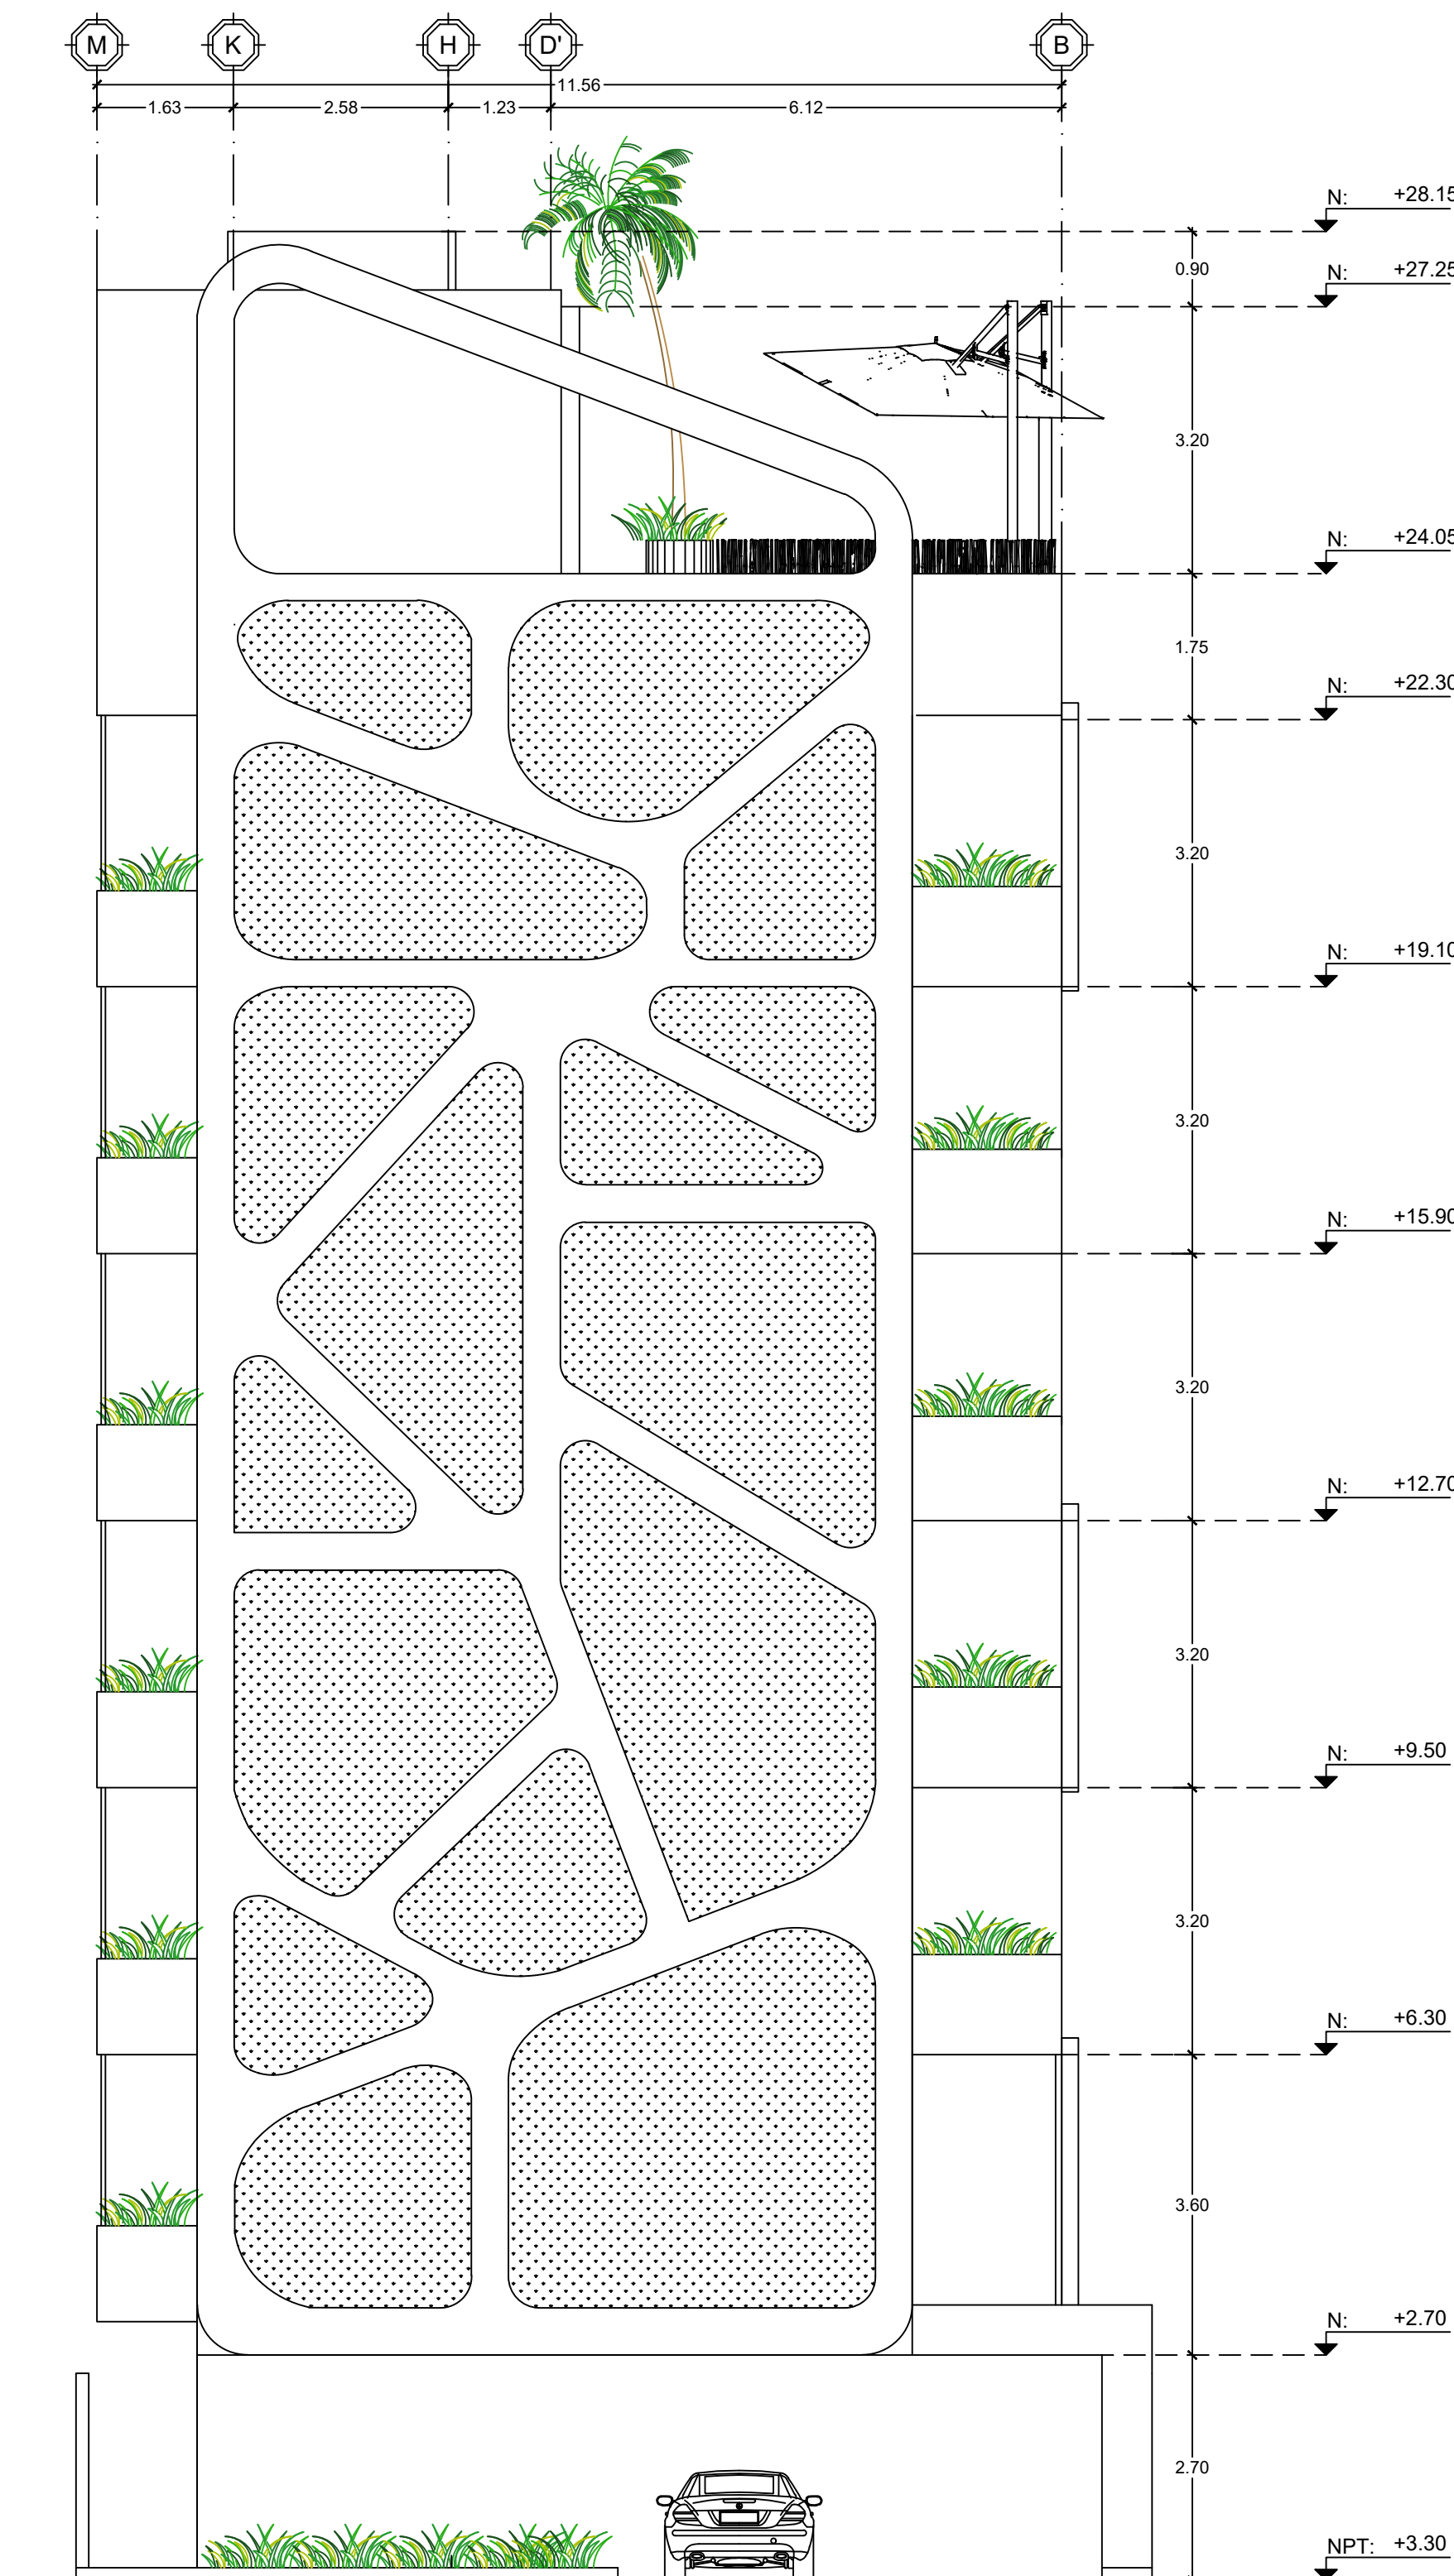 M K H D' B
11.56
1.63 2.58 1.23 6.12
N: +28.15
0.90
N: +27.25
3.20
N: +24.05
1.75
N: +22.30
3.20
N: +19.10
3.20
N: +15.90
3.20
N: +12.70
3.20
N: +9.50
3.20
N: +6.30
3.60
N: +2.70
2.70
NPT: +3.30